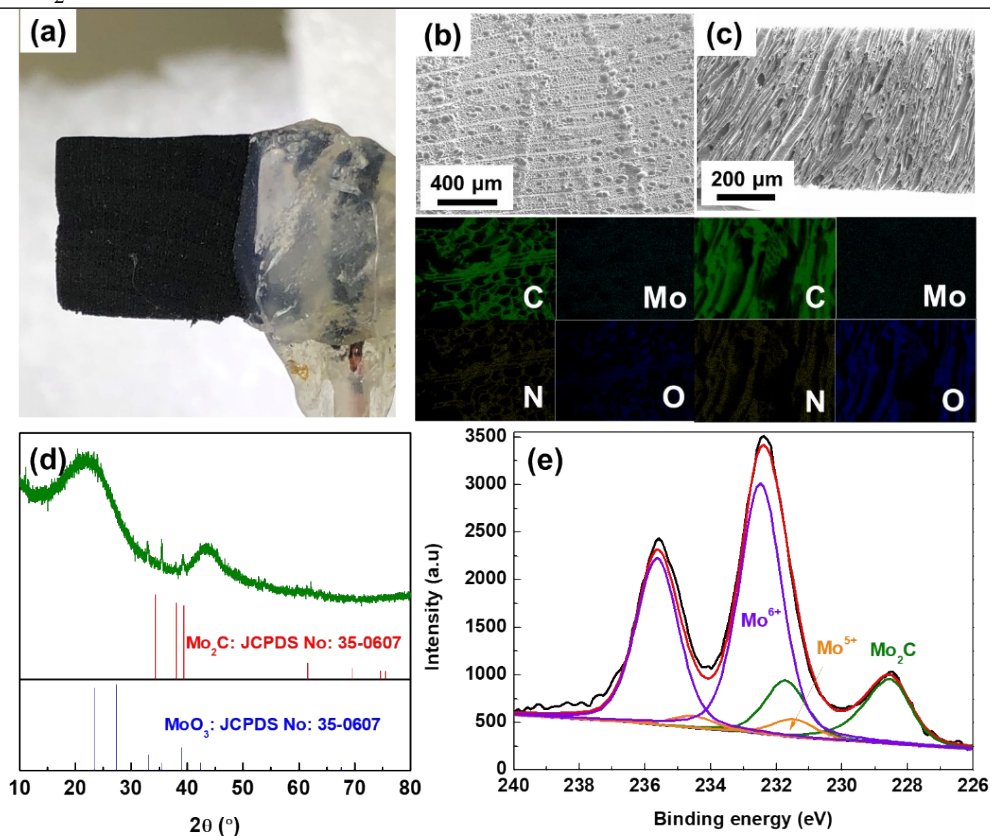 2
(a)
(b)
(c)
400 µm
200 µm
C
Mo
C
Mo
N
O
N
O
(d)
Mo2C: JCPDS No: 35-0607
MoO3: JCPDS No: 35-0607
10 20 30 40 50 60 70 80
2θ (°)
(e)
3500
3000
2500
2000
1500
1000
500
0
Intensity (a.u)
Mo6+
Mo5+
Mo2C
240 238 236 234 232 230 228 226
Binding energy (eV)